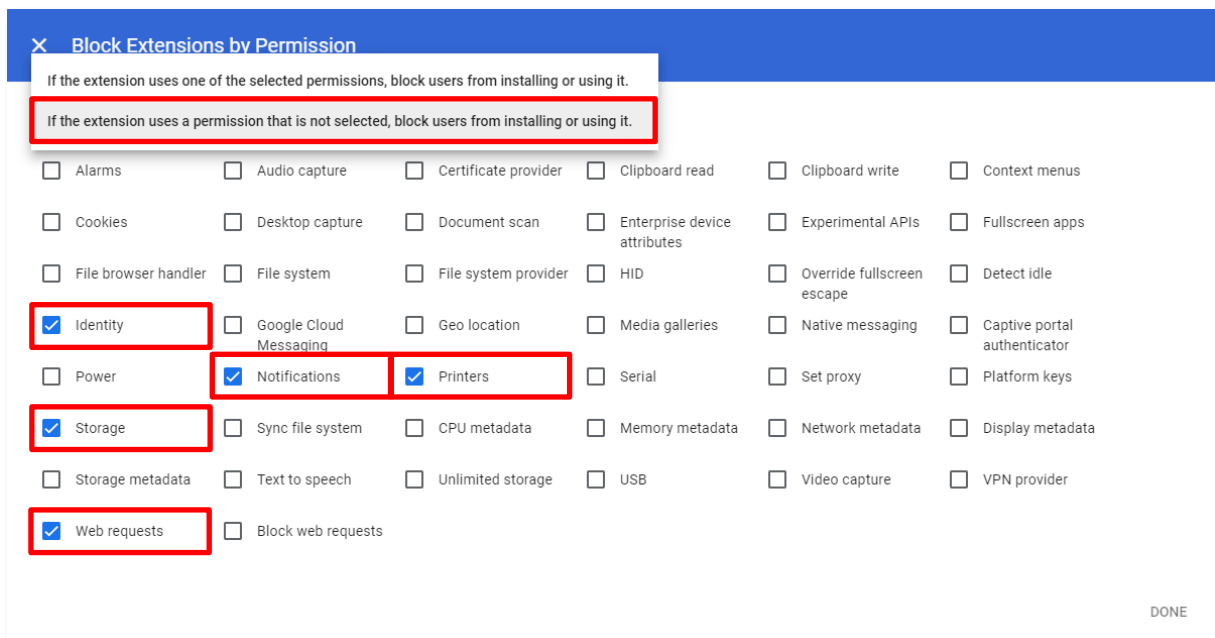 Block Extensions by Permission
If the extension uses one of the selected permissions, block users from installing or using it.
If the extension uses a permission that is not selected, block users from installing or using it.
Alarms
Audio capture
Certificate provider
Clipboard read
Clipboard write
Context menus
Cookies
Desktop capture
Document scan
Enterprise device
attributes
Experimental APIs
Fullscreen apps
File browser handler
File system
File system provider
HID
Override fullscreen
escape
Detect idle
Identity
Google Cloud
Messaging
Geo location
Media galleries
Native messaging
Captive portal
authenticator
Power
Notifications
Printers
Serial
Set proxy
Platform keys
Storage
Sync file system
CPU metadata
Memory metadata
Network metadata
Display metadata
Storage metadata
Text to speech
Unlimited storage
USB
Video capture
VPN provider
Web requests
Block web requests
DONE